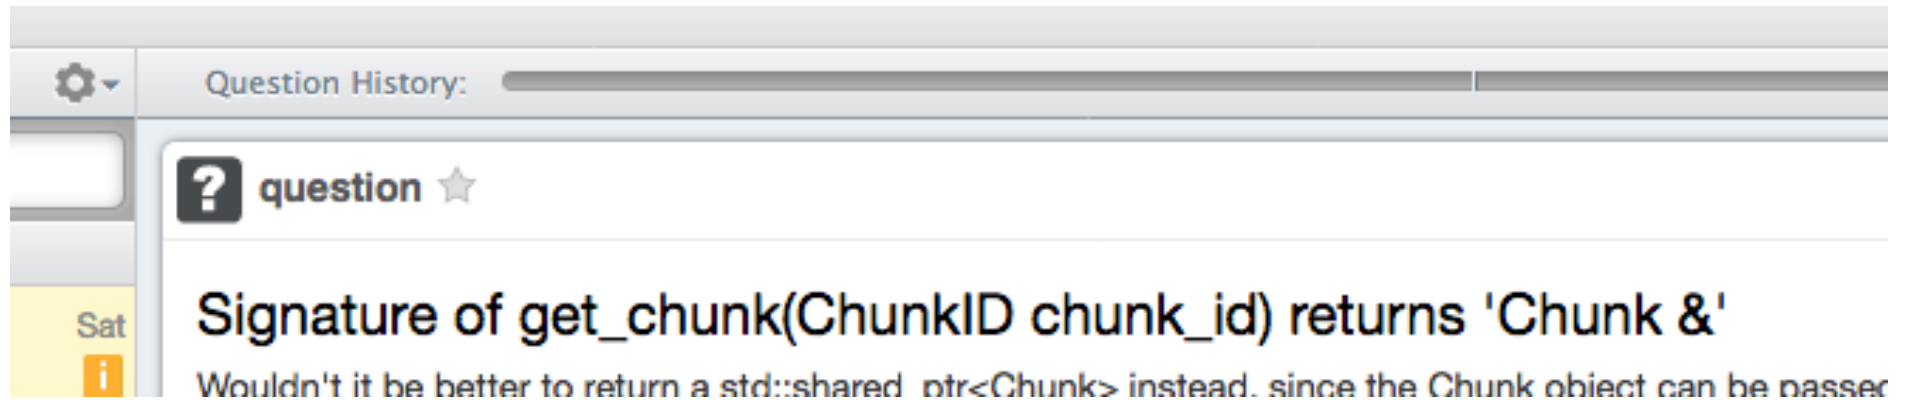 Question History:
question
Signature of get_chunk(ChunkID chunk_id) returns 'Chunk &'
Sat
i
Wouldn't it be better to return a std::shared_ptr<Chunk> instead, since the Chunk object can be passed